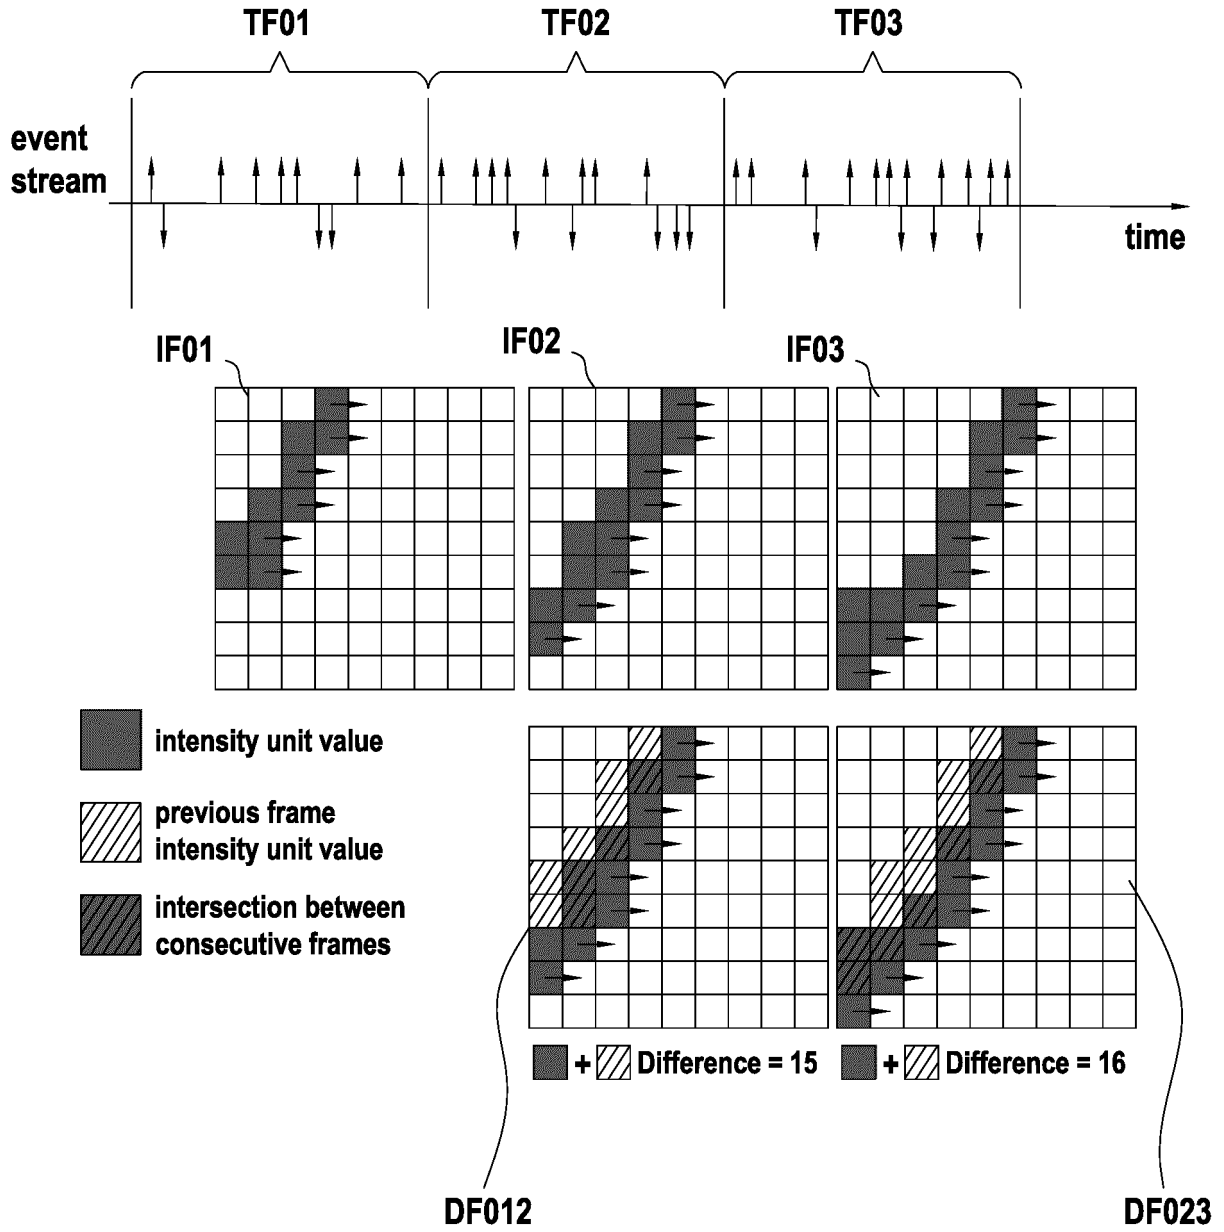 TF01
TF02
TF03
event
stream
time
IF01
IF02
IF03
intensity unit value
previous frame
intensity unit value
intersection between
consecutive frames
+ Difference = 15
+ Difference = 16
DF012
DF023